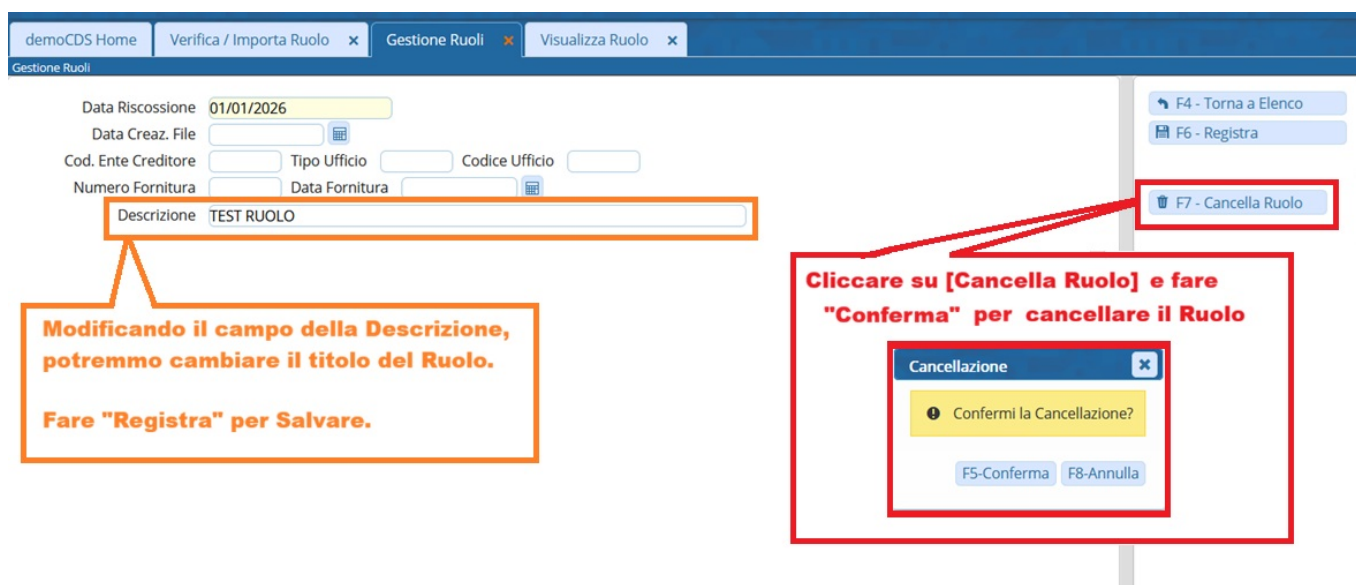 demoCDS Home
Verifica / Importa Ruolo
Gestione Ruoli
Visualizza Ruolo
Gestione Ruoli
Data Riscossione 01/01/2026
Data Creaz. File
Cod. Ente Creditore Tipo Ufficio Codice Ufficio
Numero Fornitura Data Fornitura
Descrizione TEST RUOLO
F4 - Torna a Elenco
F6 - Registra
F7 - Cancella Ruolo
Modificando il campo della Descrizione,
potremmo cambiare il titolo del Ruolo.
Fare "Registra" per Salvare.
Cliccare su [Cancella Ruolo] e fare
"Conferma" per cancellare il Ruolo
Cancellazione
Confermi la Cancellazione?
F5-Conferma F8-Annulla